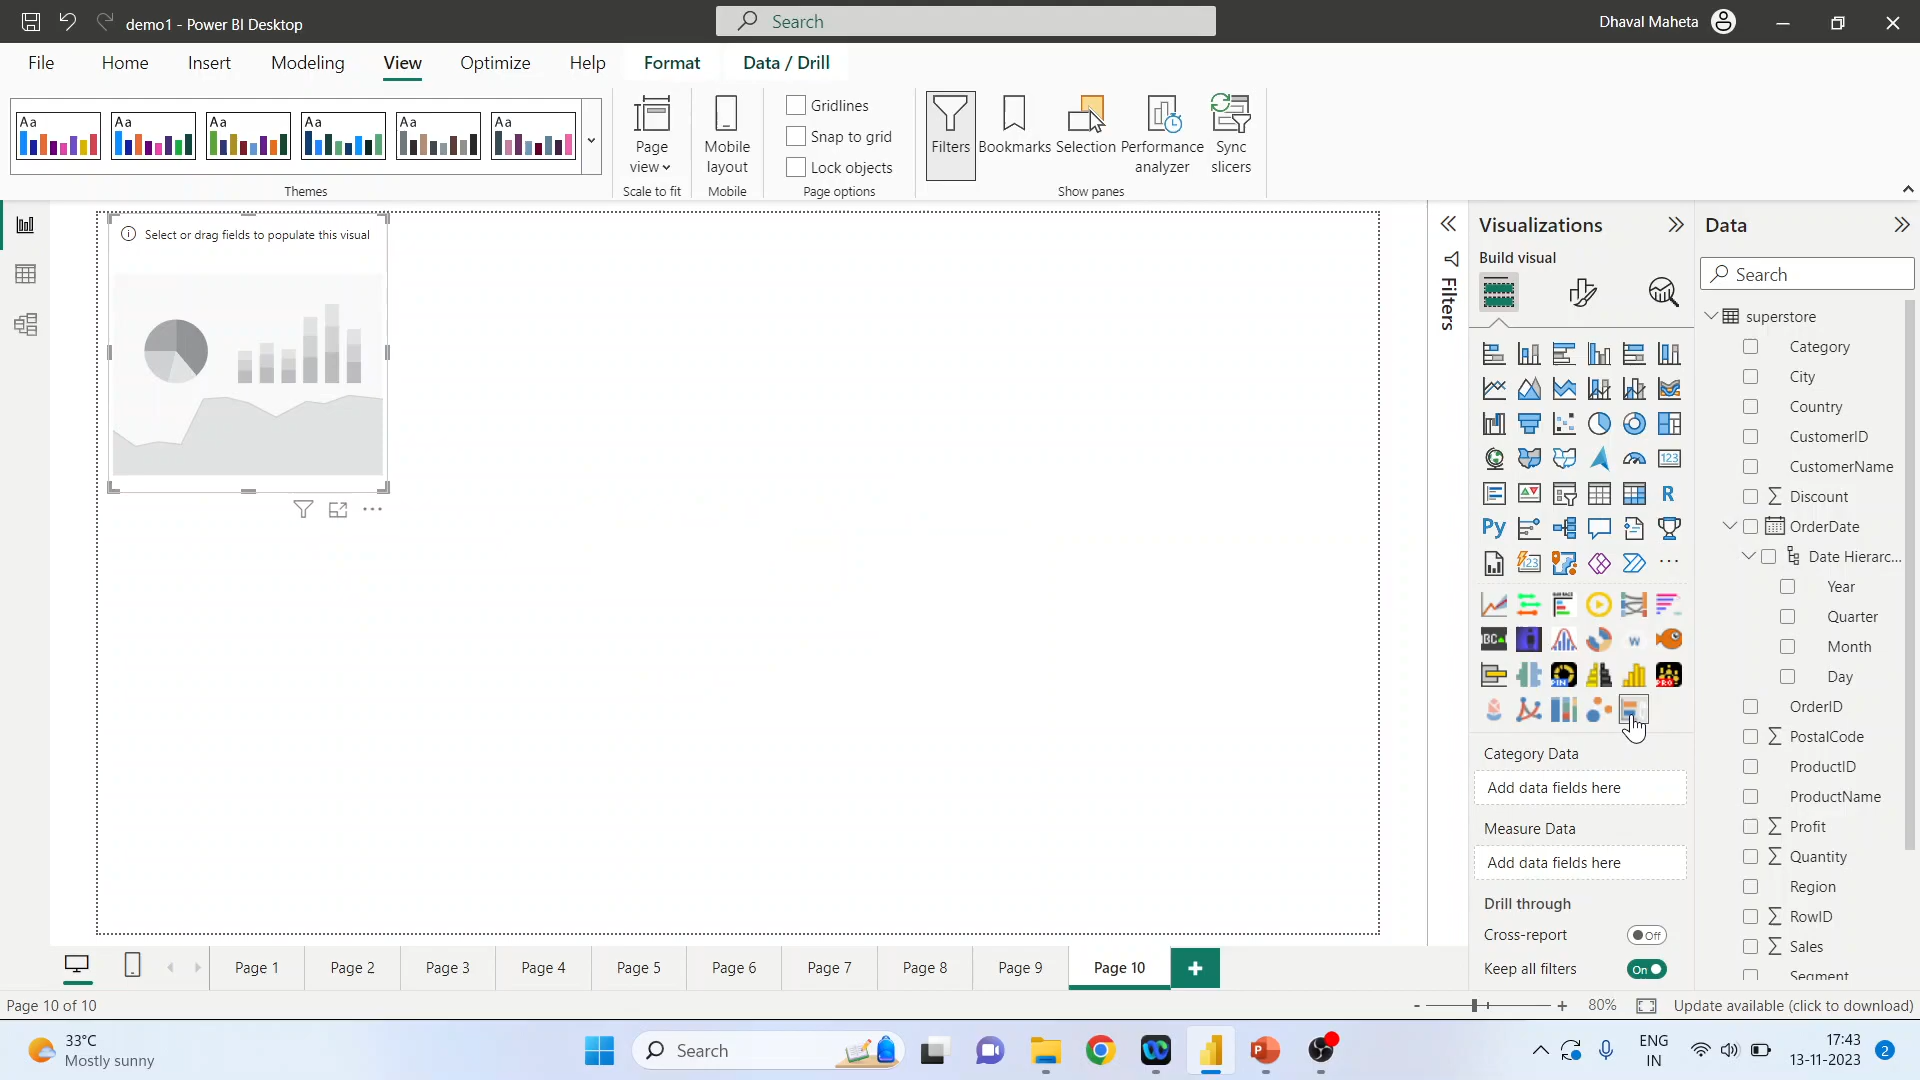 demo1 - Power BI Desktop
Search
Dhaval Maheta
File
Home
Insert
Modeling
View
Optimize
Help
Format
Data / Drill
Aa
Aa
Aa
Aa
Aa
Aa
Themes
Page view
Scale to fit
Mobile layout
Mobile
Gridlines
Snap to grid
Lock objects
Page options
Filters
Bookmarks
Selection
Performance analyzer
Sync slicers
Show panes
Select or drag fields to populate this visual
Filters
Visualizations
Build visual
123
R
Py
123
BC
W
PRO
Category Data
Add data fields here
Measure Data
Add data fields here
Drill through
Cross-report
Off
Keep all filters
On
Data
Search
superstore
Category
City
Country
CustomerID
CustomerName
Discount
OrderDate
Date Hierarc...
Year
Quarter
Month
Day
OrderID
PostalCode
ProductID
ProductName
Profit
Quantity
Region
RowID
Sales
Segment
Page 1
Page 2
Page 3
Page 4
Page 5
Page 6
Page 7
Page 8
Page 9
Page 10
Page 10 of 10
80%
Update available (click to download)
33°C
Mostly sunny
Search
ENG
IN
17:43
13-11-2023
2